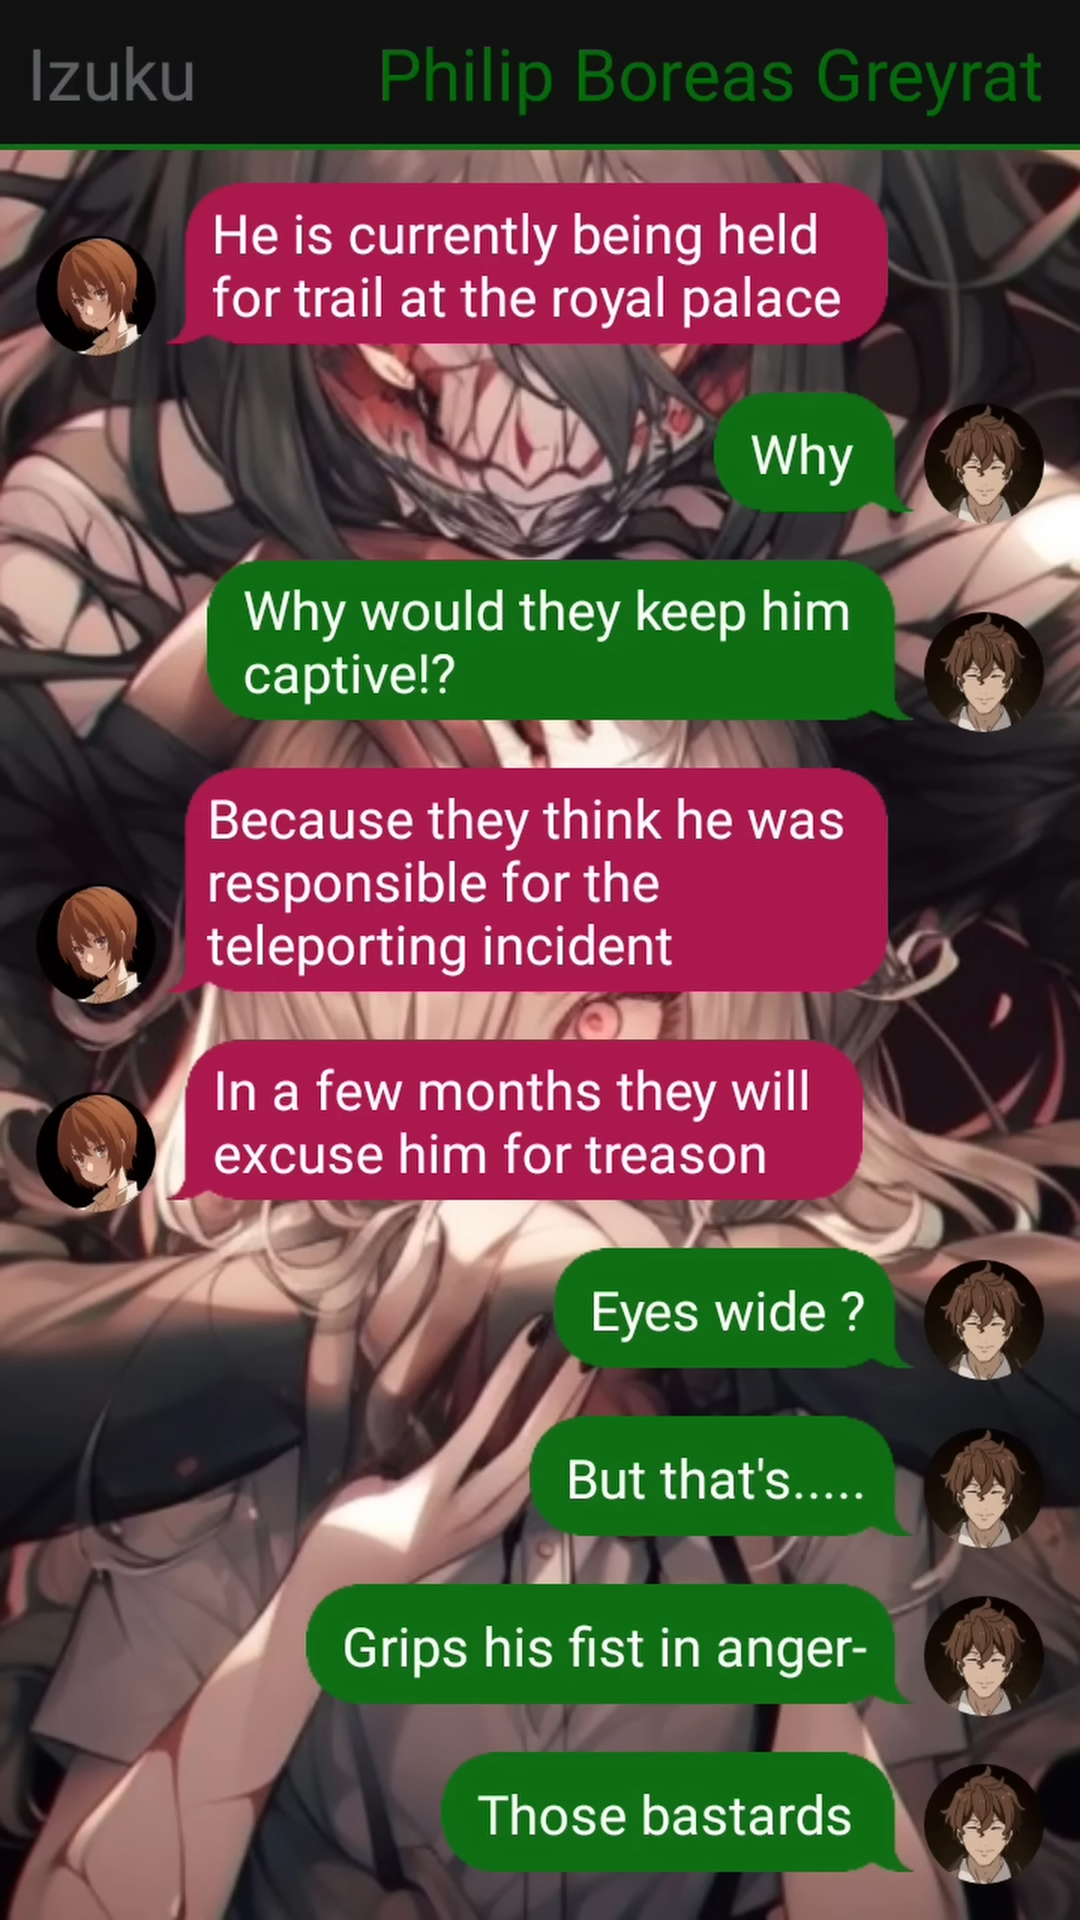 Izuku
Philip Boreas Greyrat
He is currently being held
for trail at the royal palace
Why
Why would they keep him
captive!?
Because they think he was
responsible for the
teleporting incident
In a few months they will
excuse him for treason
Eyes wide ?
But that's.....
Grips his fist in anger-
Those bastards